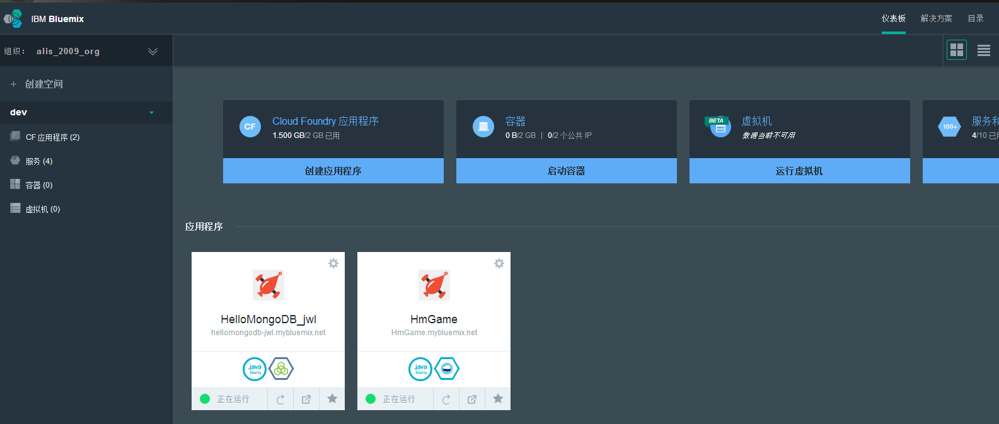 IBM Bluemix
仪表板 解决方案 目录
组织： alis_2009_org
+ 创建空间
dev
CF 应用程序 (2)
服务 (4)
容器 (0)
虚拟机 (0)
CF
Cloud Foundry 应用程序
1.500 GB/2 GB 已用
创建应用程序
容器
0 B/2 GB | 0/2 个公共 IP
启动容器
BETA
虚拟机
数据当前不可用
运行虚拟机
100+
服务和
4/10 已用
应用程序
HelloMongoDB_jwl
hellomongodb-jwl.mybluemix.net
.java
liberty
正在运行
HmGame
HmGame.mybluemix.net
.java
liberty
正在运行